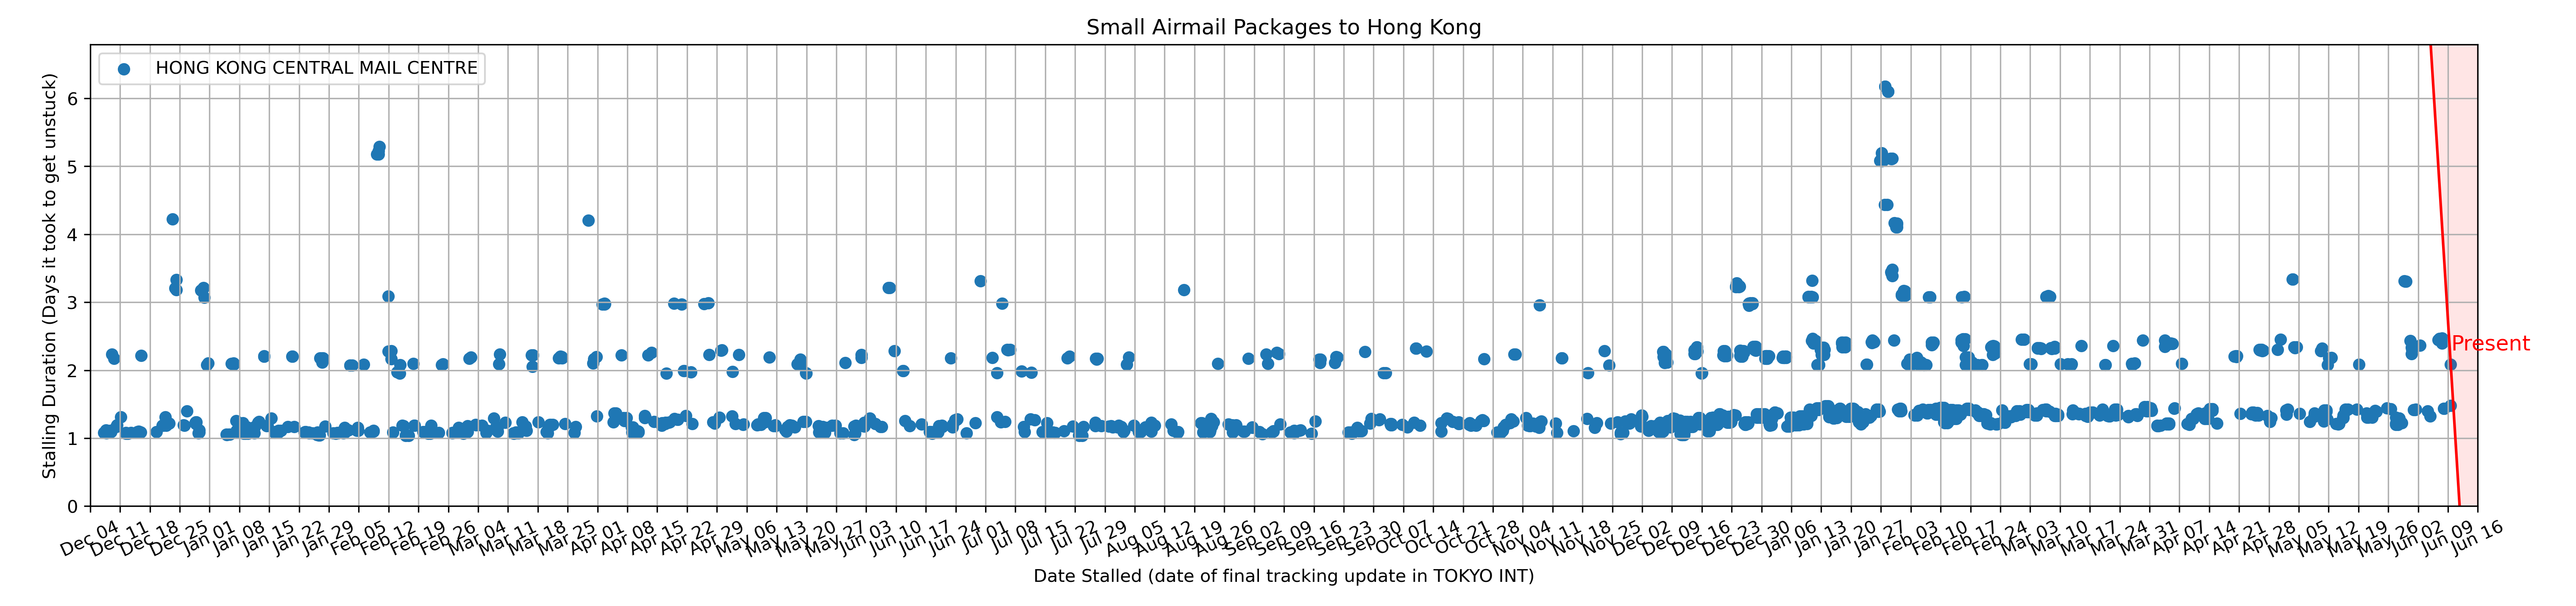 Small Airmail Packages to Hong Kong
HONG KONG CENTRAL MAIL CENTRE
Stalling Duration (Days it took to get unstuck)
6
5
4
3
2
1
0
Present
Dec 04
Dec 11
Dec 18
Dec 25
Jan 01
Jan 08
Jan 15
Jan 22
Jan 29
Feb 05
Feb 12
Feb 19
Feb 26
Mar 04
Mar 11
Mar 18
Mar 25
Apr 01
Apr 08
Apr 15
Apr 22
Apr 29
May 06
May 13
May 20
May 27
Jun 03
Jun 10
Jun 17
Jun 24
Jul 01
Jul 08
Jul 15
Jul 22
Jul 29
Aug 05
Aug 12
Aug 19
Aug 26
Sep 02
Sep 09
Sep 16
Sep 23
Sep 30
Oct 07
Oct 14
Oct 21
Oct 28
Nov 04
Nov 11
Nov 18
Nov 25
Dec 02
Dec 09
Dec 16
Dec 23
Dec 30
Jan 06
Jan 13
Jan 20
Jan 27
Feb 03
Feb 10
Feb 17
Feb 24
Mar 03
Mar 10
Mar 17
Mar 24
Mar 31
Apr 07
Apr 14
Apr 21
Apr 28
May 05
May 12
May 19
May 26
Jun 02
Jun 09
Jun 16
Date Stalled (date of final tracking update in TOKYO INT)